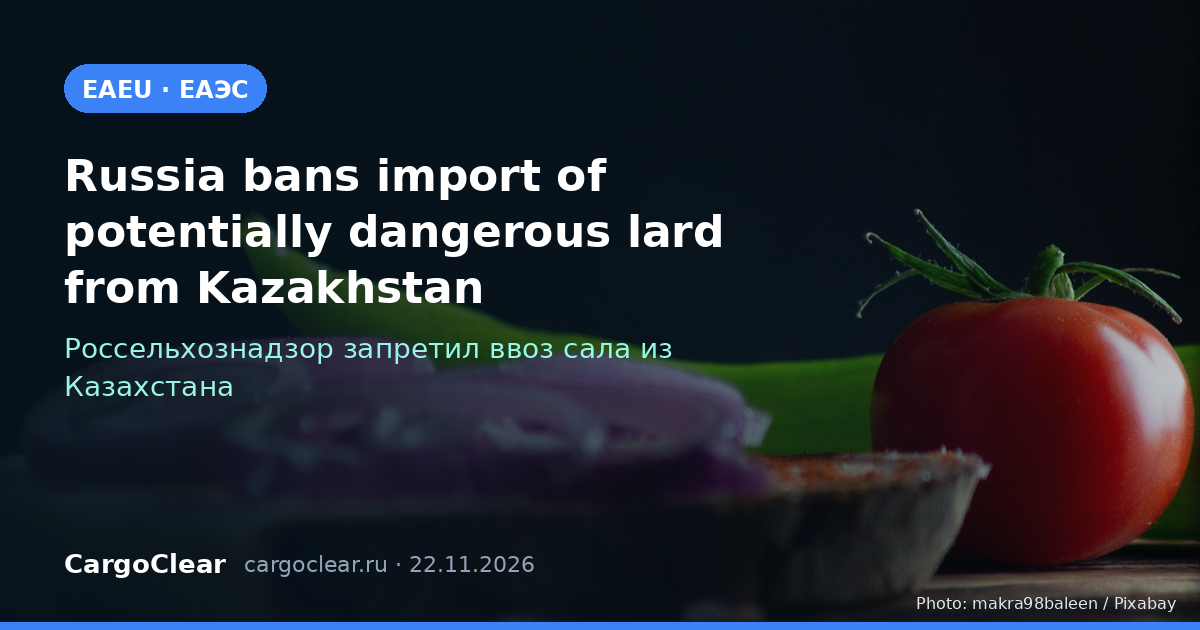 EAEU · ЕАЭС
Russia bans import of
potentially dangerous lard
from Kazakhstan
Россельхознадзор запретил ввоз сала из
Казахстана
CargoClear cargoclear.ru · 22.11.2026
Photo: makra98baleen / Pixabay